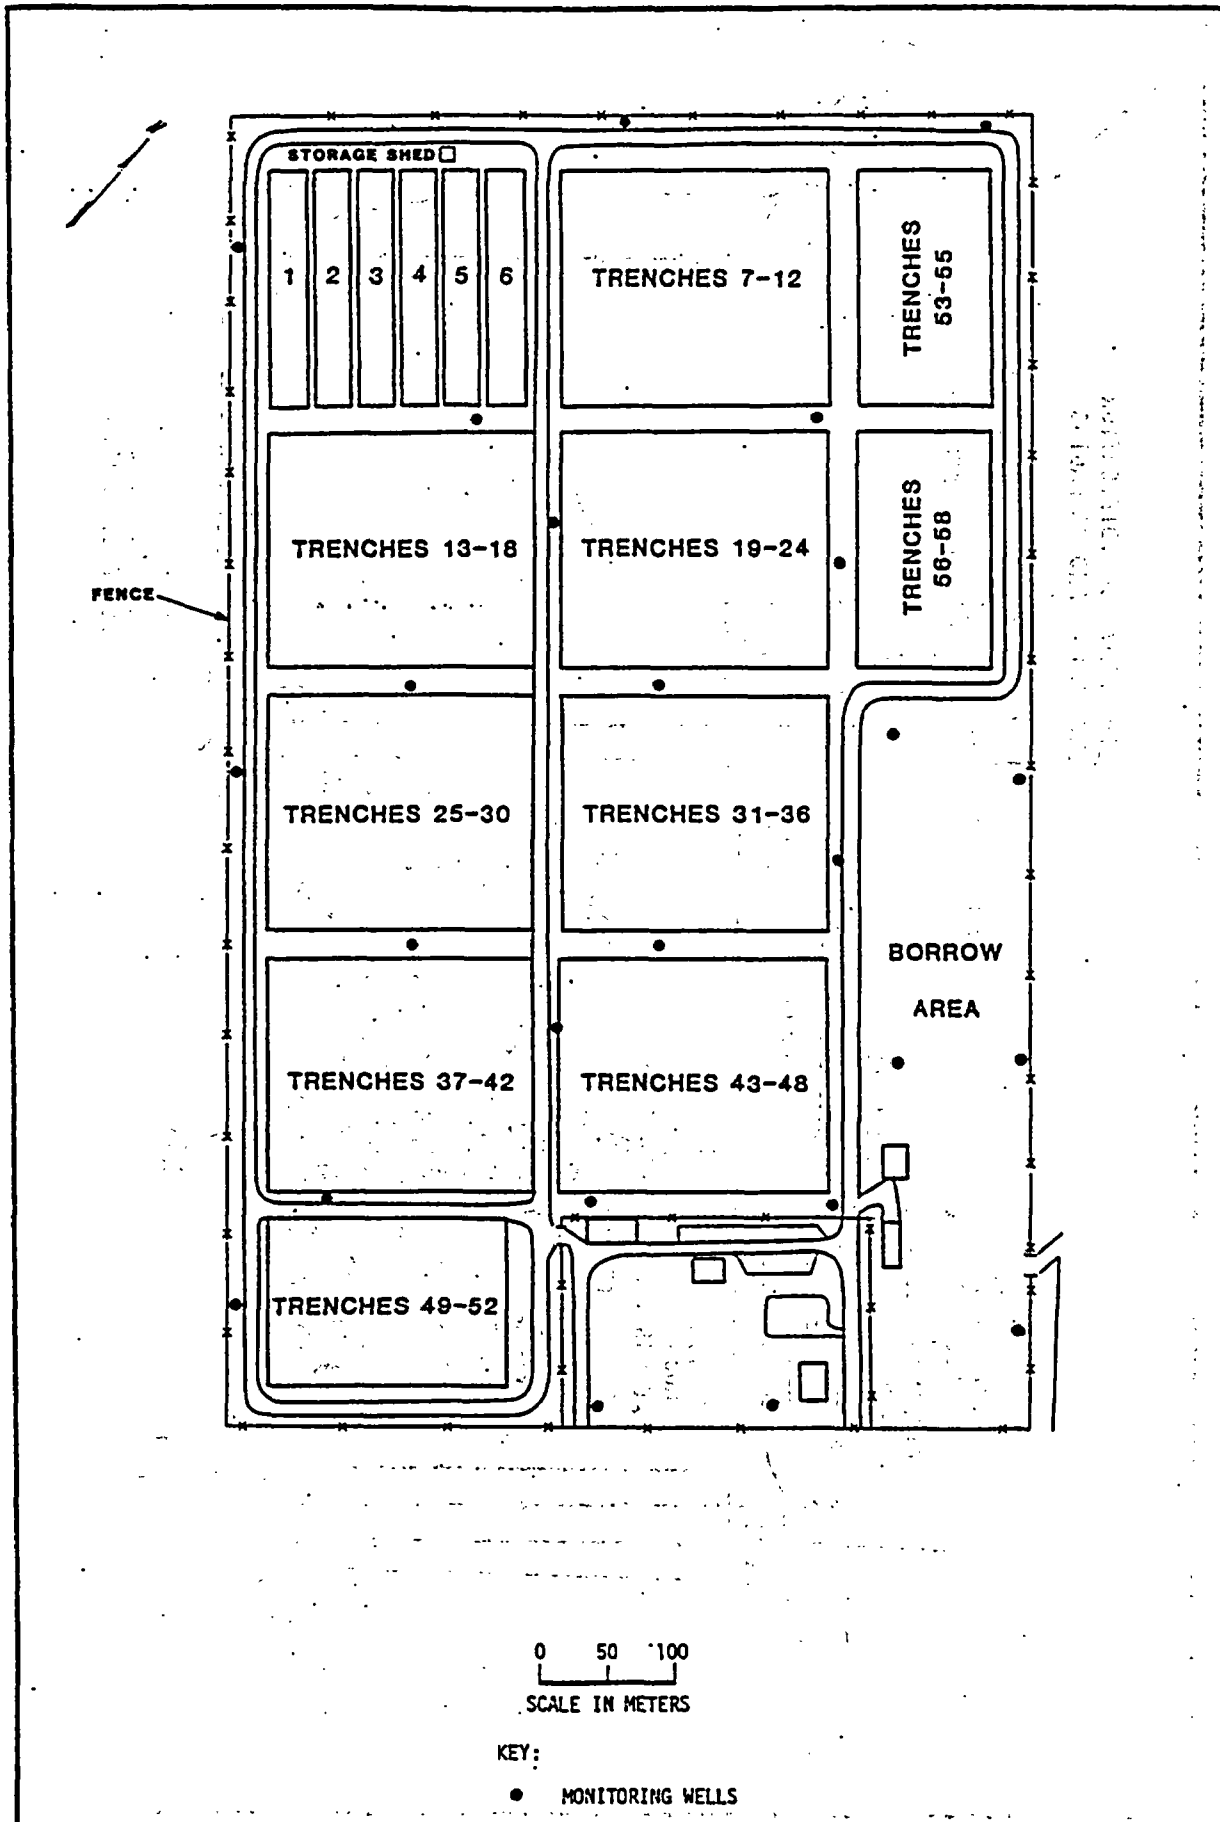 STORAGE SHED
1 2 3 4 5 6
TRENCHES 7-12
TRENCHES
53-55
TRENCHES 13-18
TRENCHES 19-24
TRENCHES
56-58
FENCE
TRENCHES 25-30
TRENCHES 31-36
BORROW
AREA
TRENCHES 37-42
TRENCHES 43-48
TRENCHES 49-52
0 50 100
SCALE IN METERS
KEY:
MONITORING WELLS